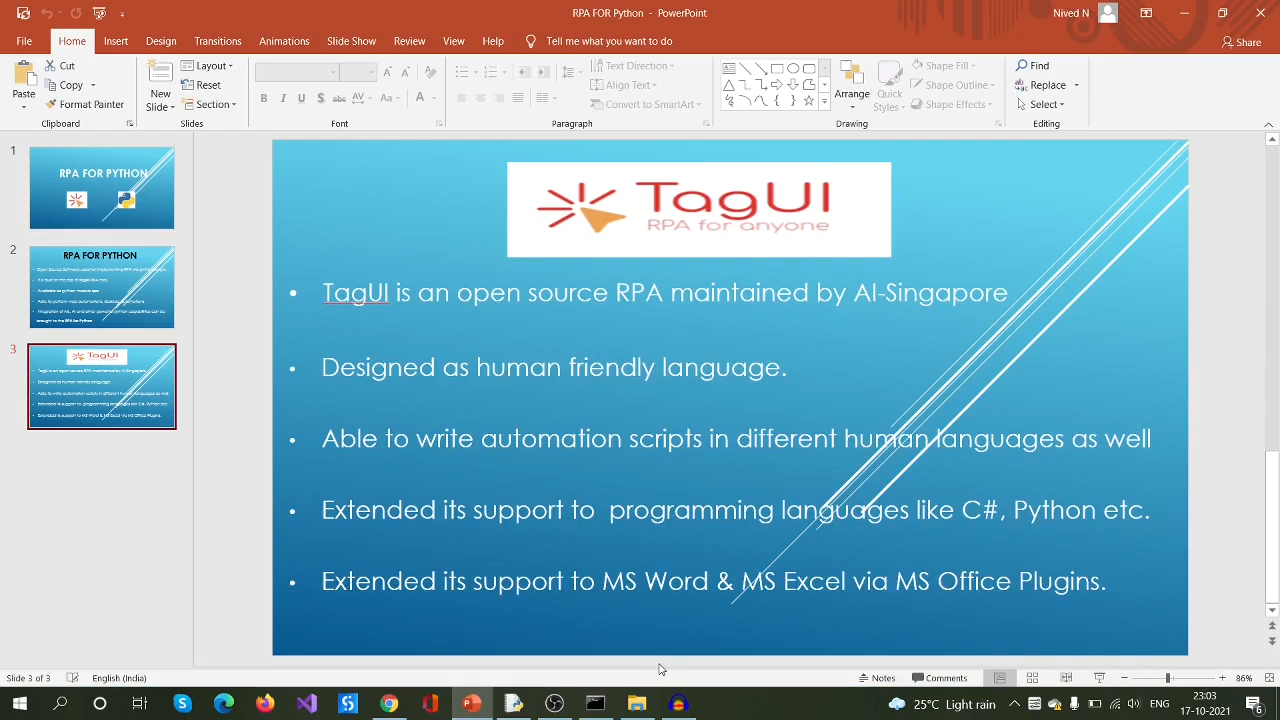 RPA FOR Python - PowerPoint
Nived N
File Home Insert Design Transitions Animations Slide Show Review View Help Tell me what you want to do Share
Paste
Cut
Copy
Format Painter
Clipboard
New Slide
Layout
Reset
Section
Slides
Font
Text Direction
Align Text
Convert to SmartArt
Paragraph
Arrange
Quick Styles
Shape Fill
Shape Outline
Shape Effects
Drawing
Find
Replace
Select
Editing
1
RPA FOR PYTHON
2
RPA FOR PYTHON
3
TagUI
TagUI
RPA for anyone
• TagUI is an open source RPA maintained by AI-Singapore
• Designed as human friendly language.
• Able to write automation scripts in different human languages as well
• Extended its support to  programming languages like C#, Python etc.
• Extended its support to MS Word & MS Excel via MS Office Plugins.
Slide 3 of 3 English (India) Notes Comments 86%
25°C Light rain ENG 23:03
17-10-2021
6